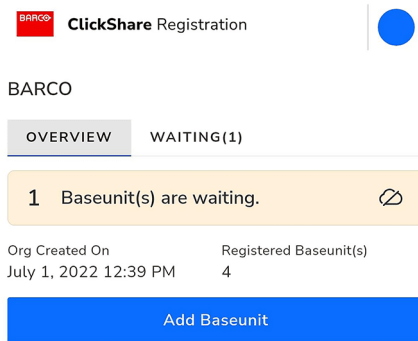 BARCO
ClickShare Registration
BARCO
OVERVIEW WAITING(1)
1 Baseunit(s) are waiting.
Org Created On Registered Baseunit(s)
July 1, 2022 12:39 PM 4
Add Baseunit